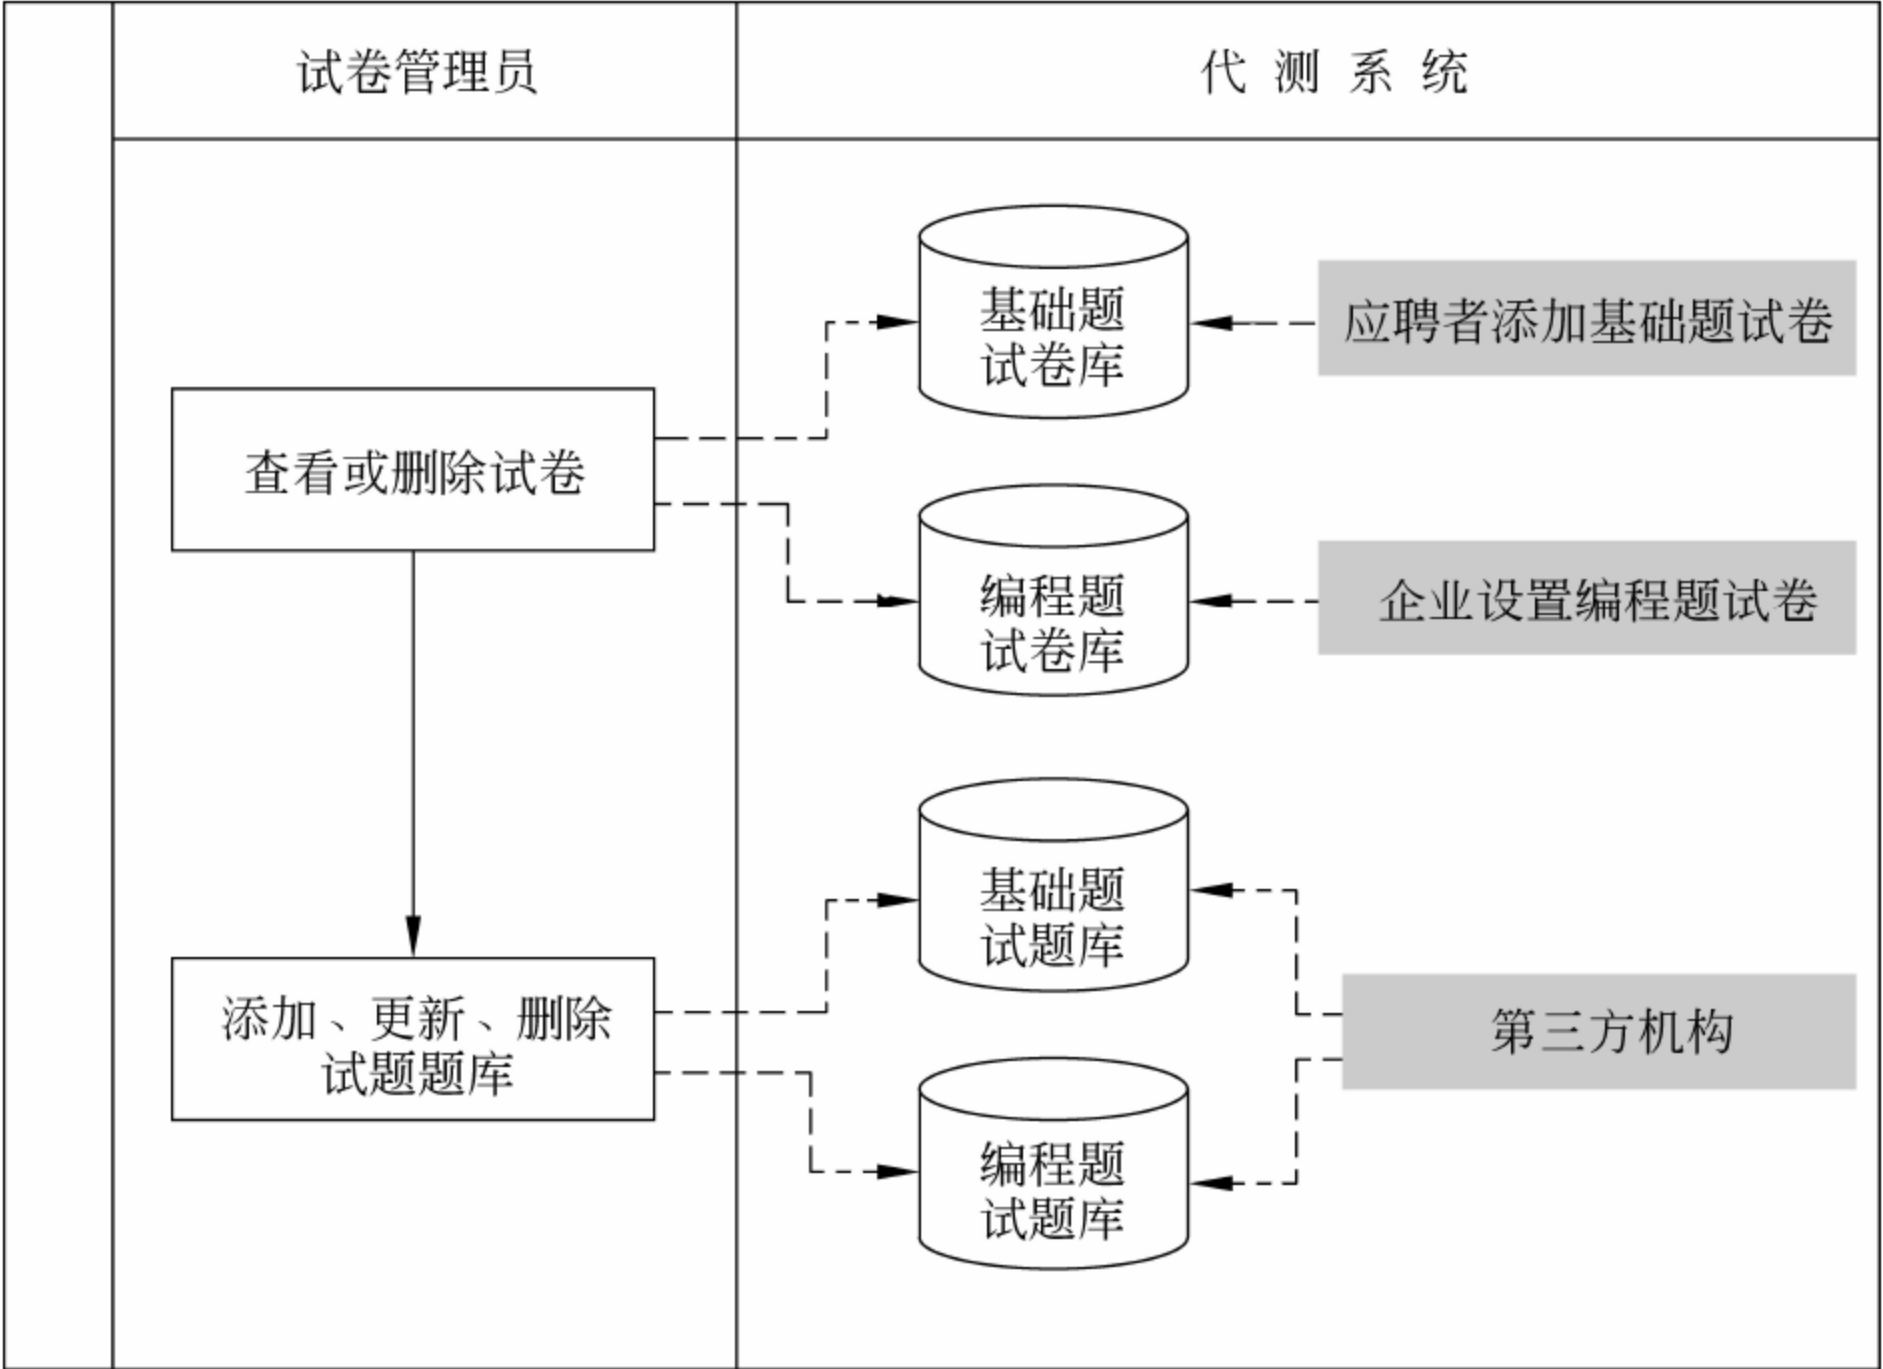 试卷管理员
代 测 系 统
基础题
试卷库
应聘者添加基础题试卷
查看或删除试卷
编程题
试卷库
企业设置编程题试卷
基础题
试题库
添加、更新、删除
试题题库
第三方机构
编程题
试题库